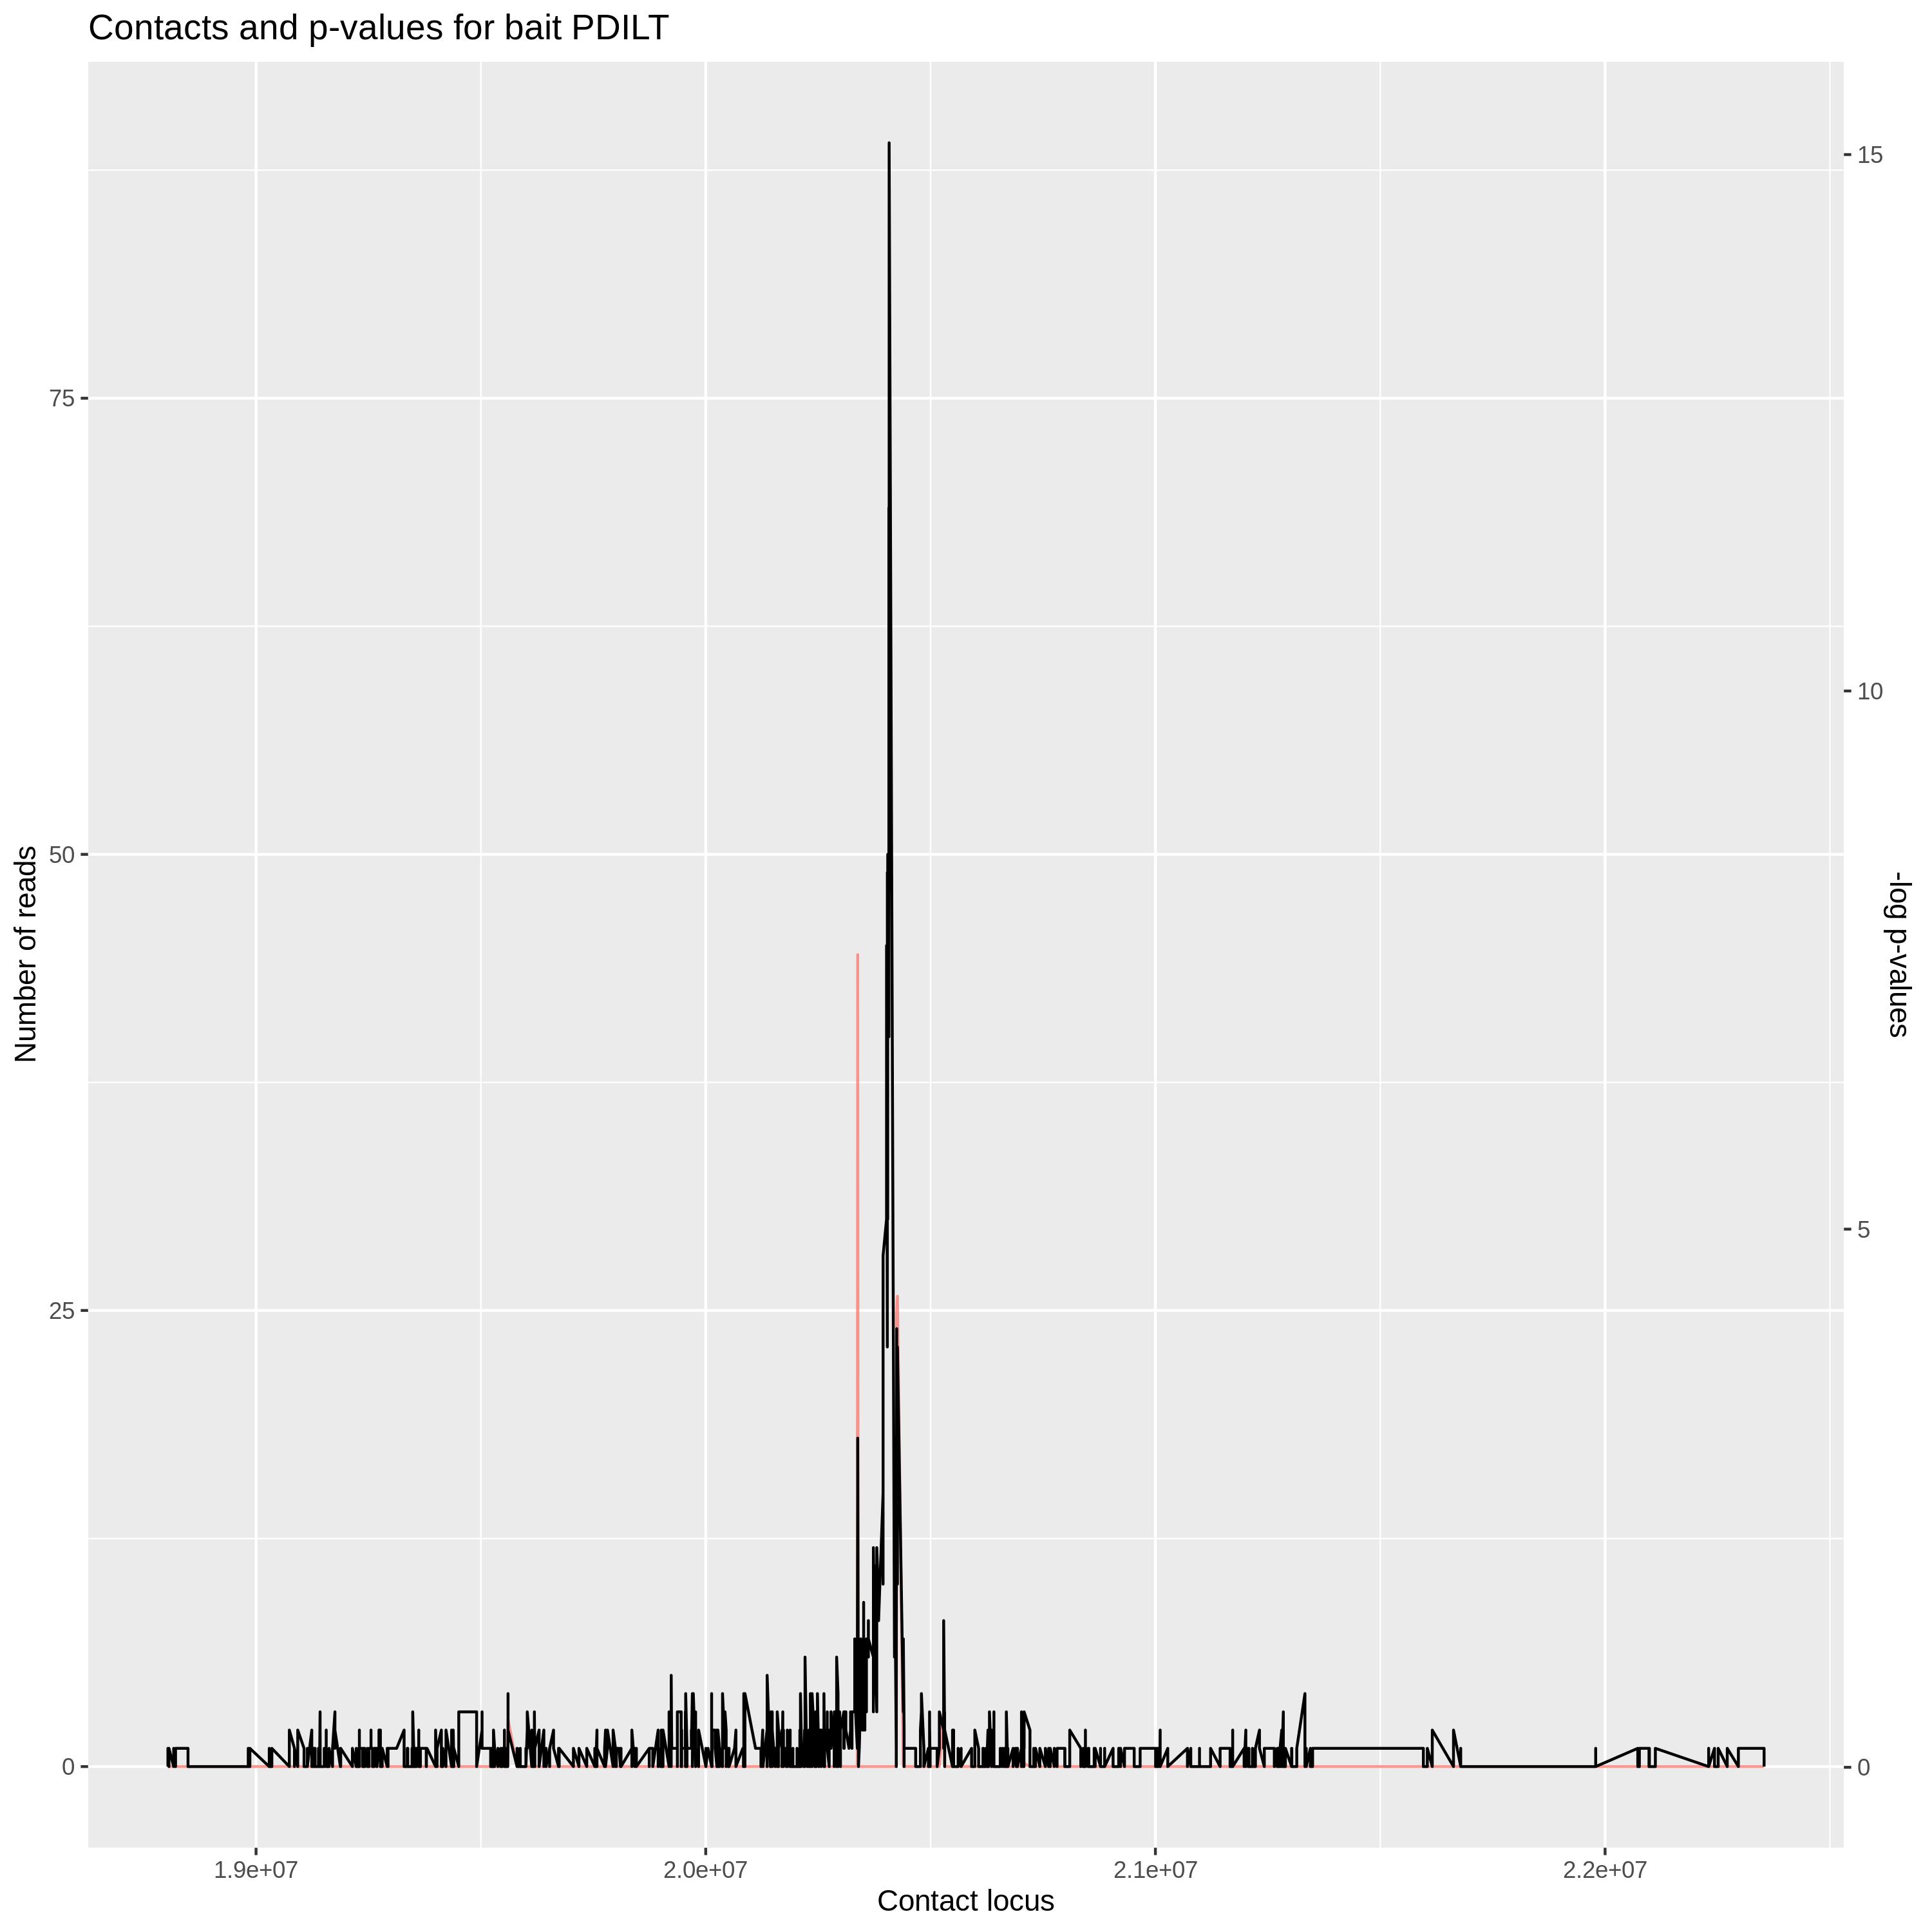 Contacts and p-values for bait PDILT
Number of reads
75
50
25
0
15
10
5
0
-log p-values
1.9e+07
2.0e+07
2.1e+07
2.2e+07
Contact locus